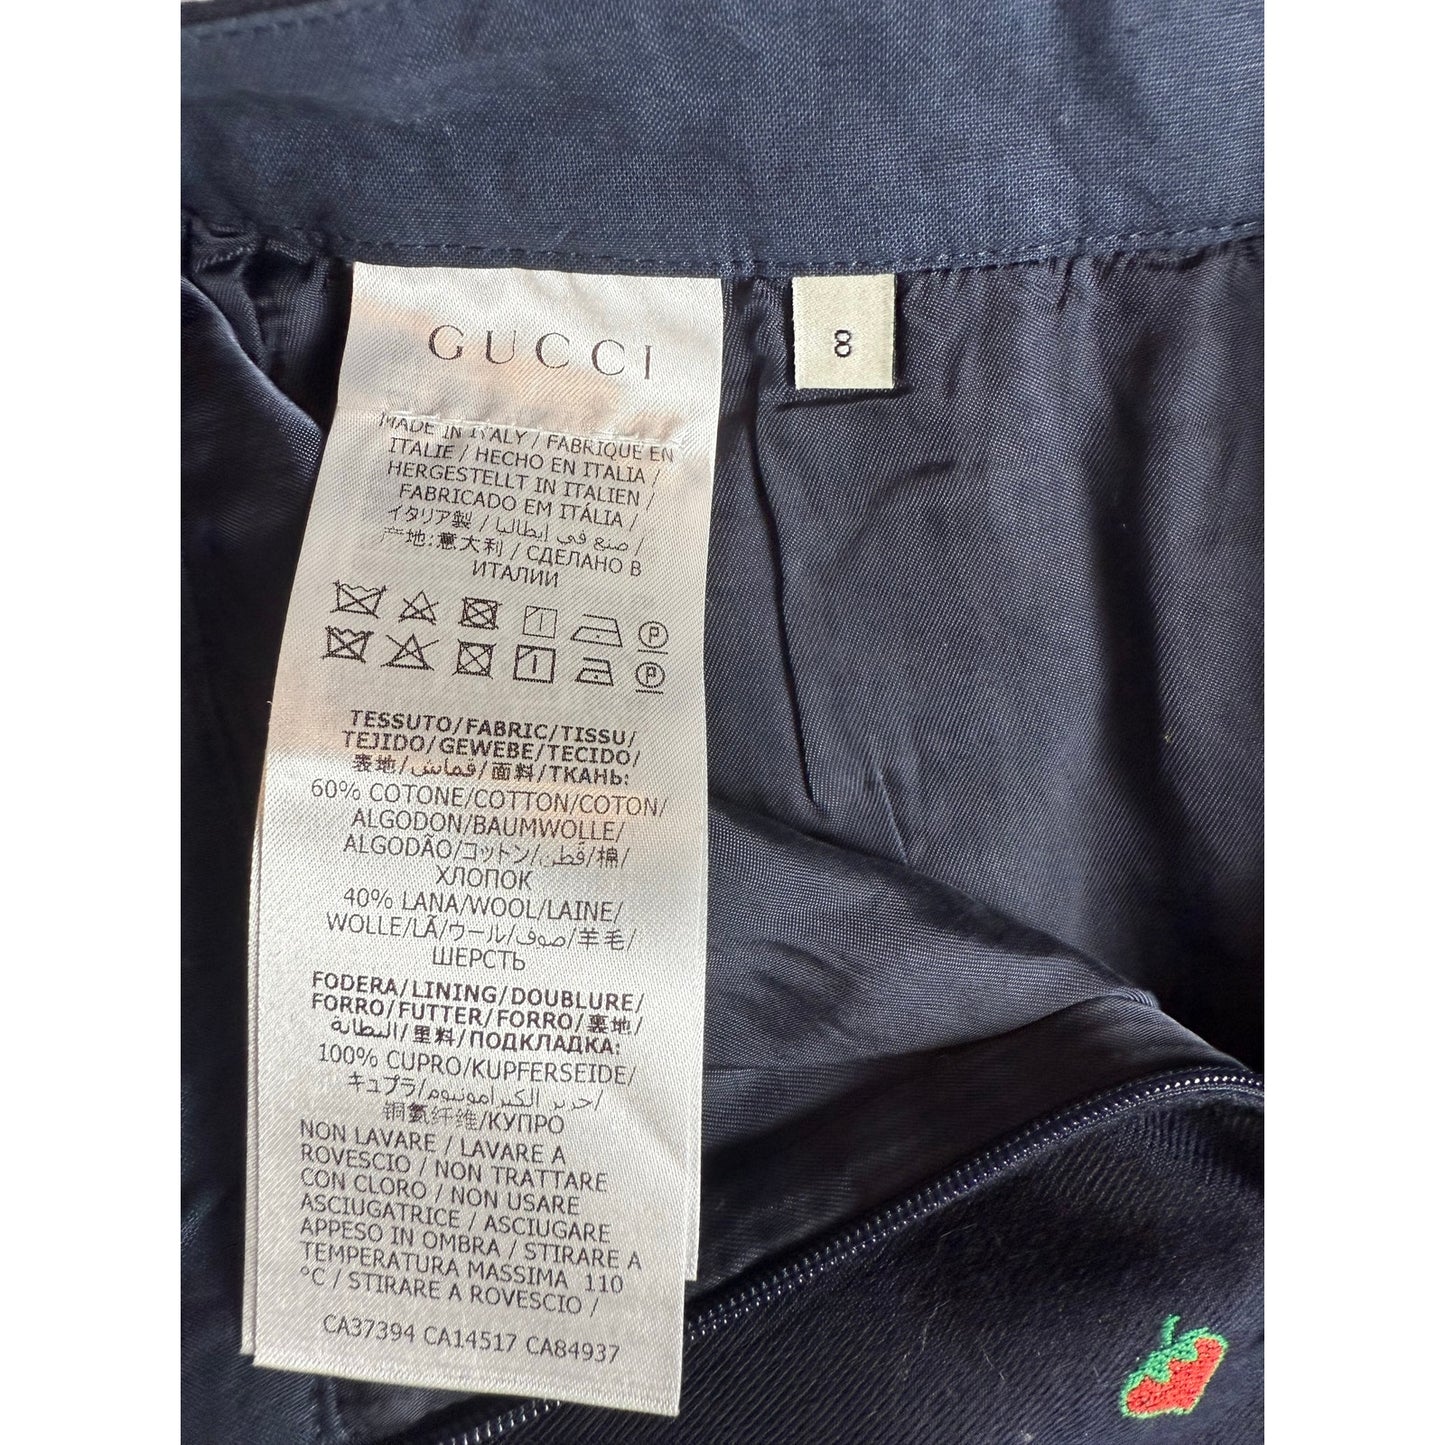 GUCCI
8
MADE IN ITALY / FABRIQUE EN
ITALIE / HECHO EN ITALIA /
HERGESTELLT IN ITALIEN /
FABRICADO EM ITÁLIA /
イタリア製 / صنع في إيطاليا /
产地:意大利 / СДЕЛАНО В
ИТАЛИИ
P
P
TESSUTO/FABRIC/TISSU/
TEJIDO/GEWEBE/TECIDO/
表地/قماش/面料/ТКАНЬ:
60% COTONE/COTTON/COTON/
ALGODON/BAUMWOLLE/
ALGODÃO/コットン/قطن/棉/
ХЛОПОК
40% LANA/WOOL/LAINE/
WOLLE/LÃ/ウール/صوف/羊毛/
ШЕРСТЬ
FODERA/LINING/DOUBLURE/
FORRO/FUTTER/FORRO/裏地/
البطانة/里料/ПОДКЛАДКА:
100% CUPRO/KUPFERSEIDE/
キュプラ/حرير الكبرامونيوم/
铜氨纤维/КУПРО
NON LAVARE / LAVARE A
ROVESCIO / NON TRATTARE
CON CLORO / NON USARE
ASCIUGATRICE / ASCIUGARE
APPESO IN OMBRA / STIRARE A
TEMPERATURA MASSIMA 110
°C / STIRARE A ROVESCIO /
CA37394 CA14517 CA84937